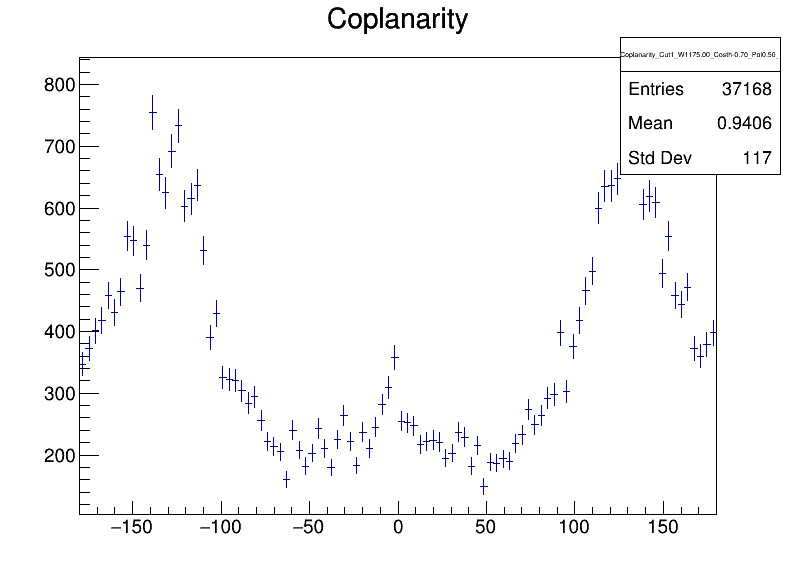 Coplanarity
Coplanarity_Cut1_W1175.00_Costh-0.70_Pol0.50_
Entries 37168
Mean 0.9406
Std Dev 117
800
700
600
500
400
300
200
−150 −100 −50 0 50 100 150